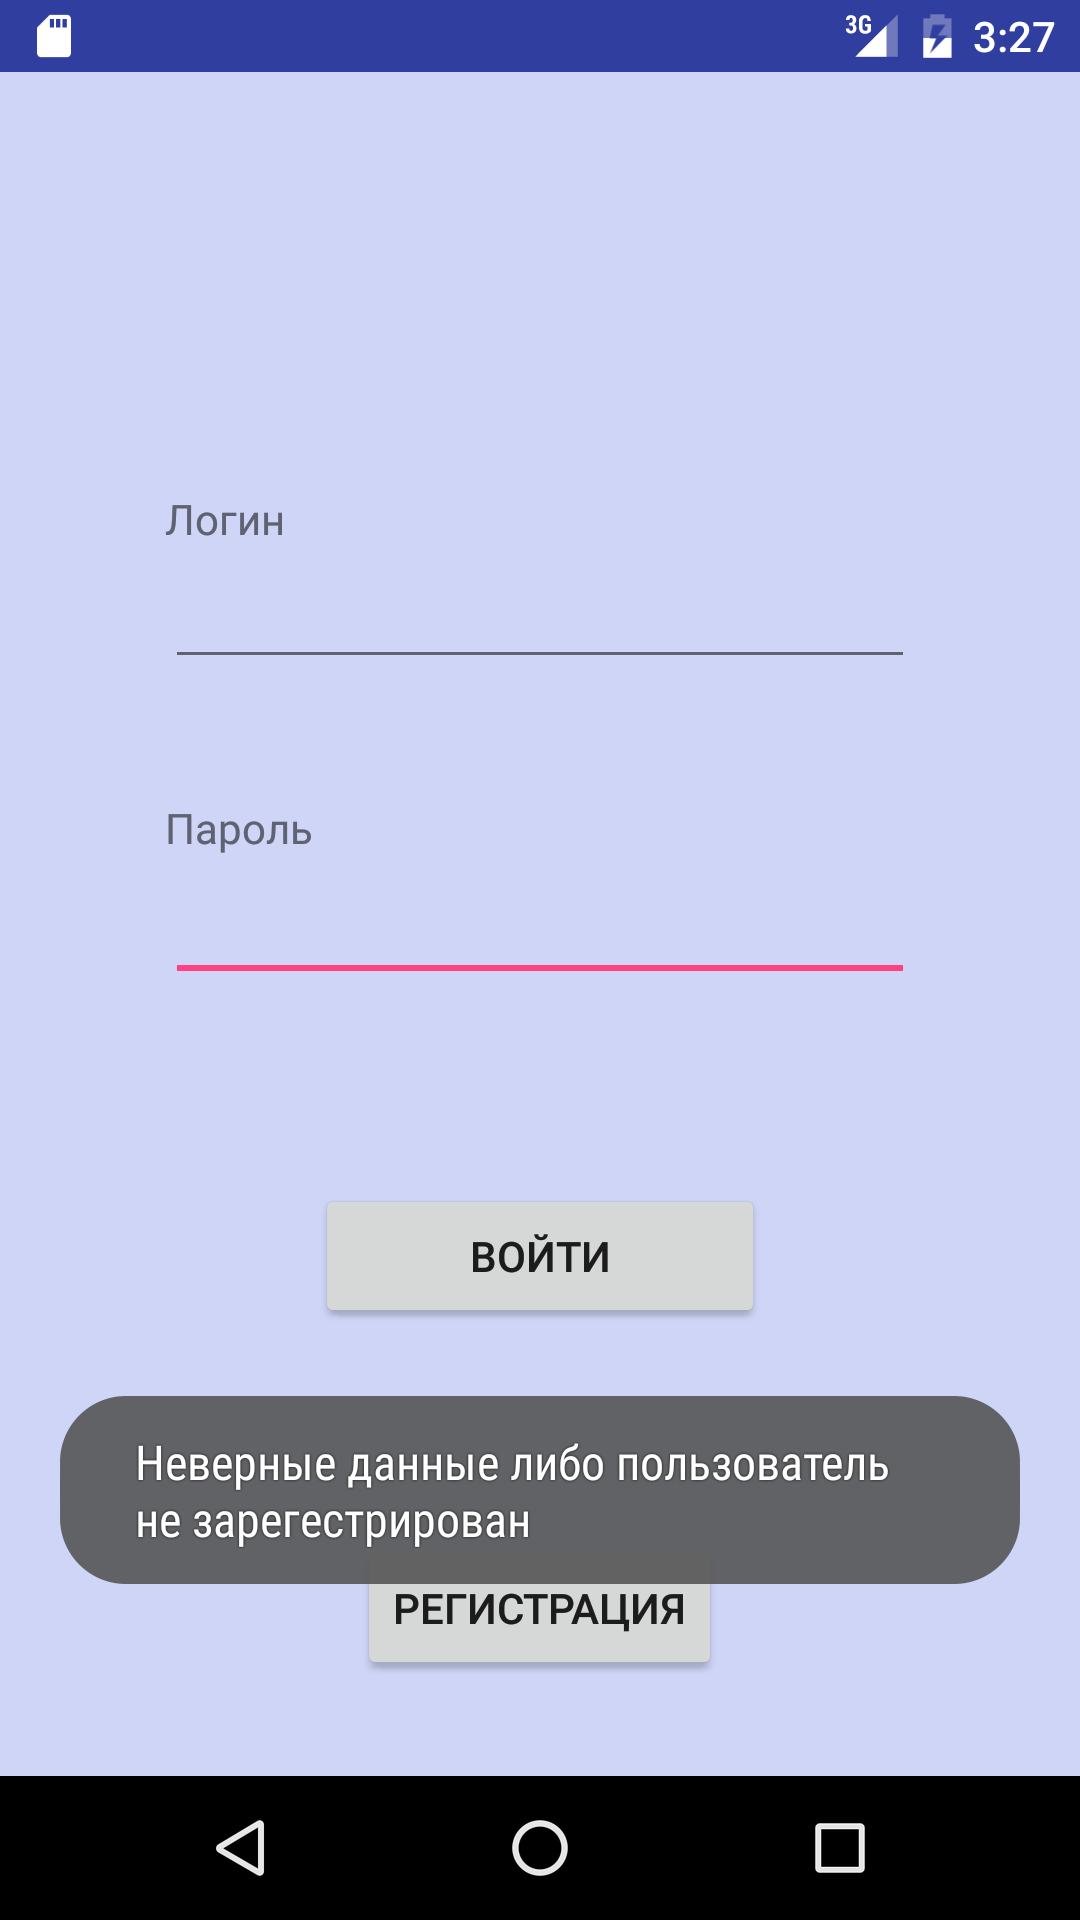 3G 3:27
Логин
Пароль
ВОЙТИ
Неверные данные либо пользователь
не зарегестрирован
РЕГИСТРАЦИЯ